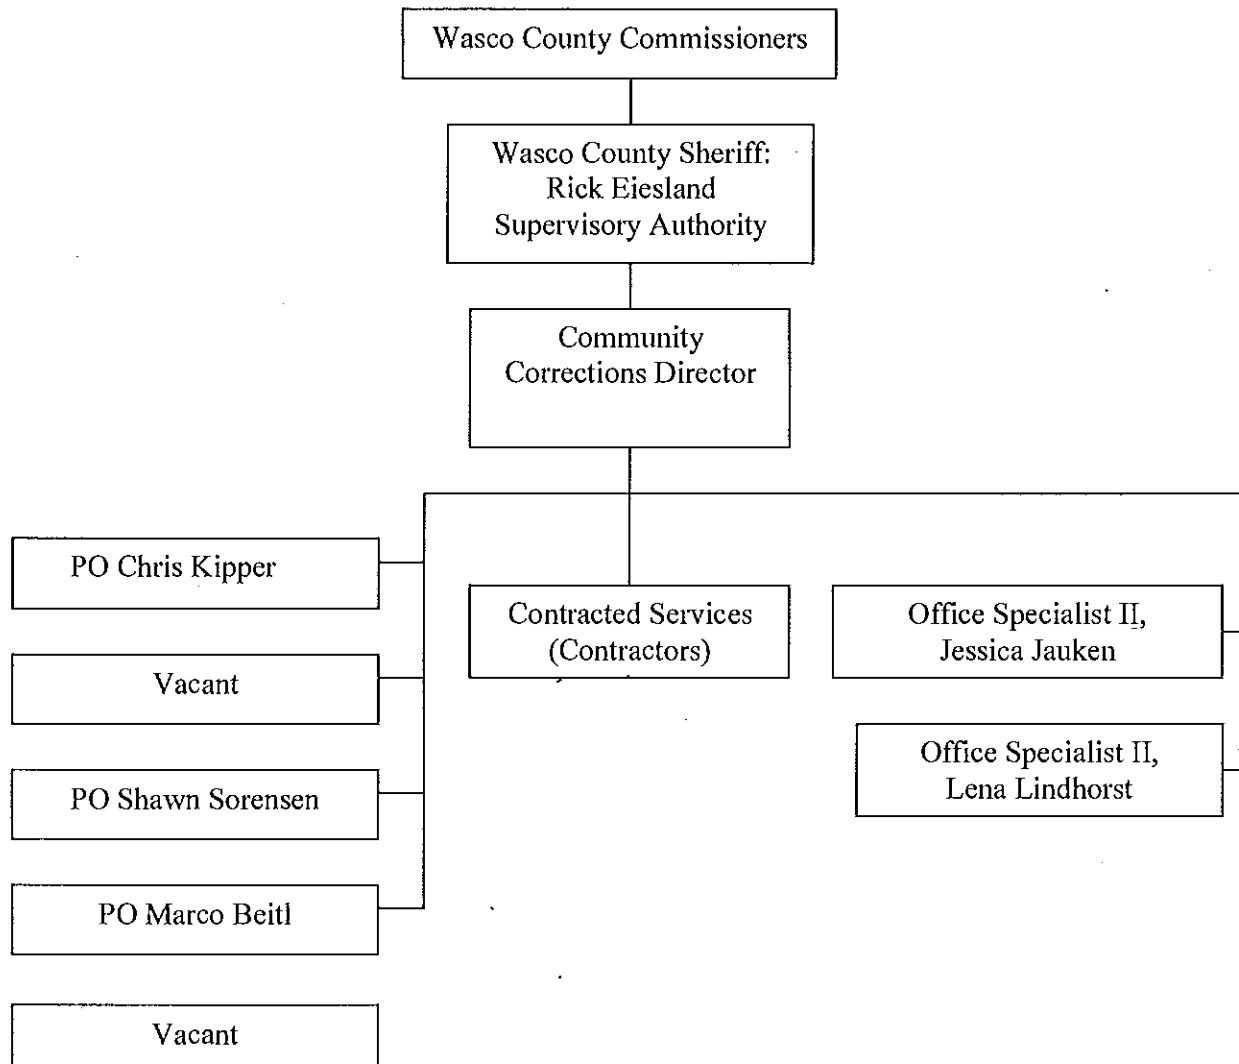 Wasco County Commissioners
Wasco County Sheriff:
Rick Eiesland
Supervisory Authority
Community
Corrections Director
PO Chris Kipper
Vacant
PO Shawn Sorensen
PO Marco Beitl
Vacant
Contracted Services
(Contractors)
Office Specialist II,
Jessica Jauken
Office Specialist II,
Lena Lindhorst